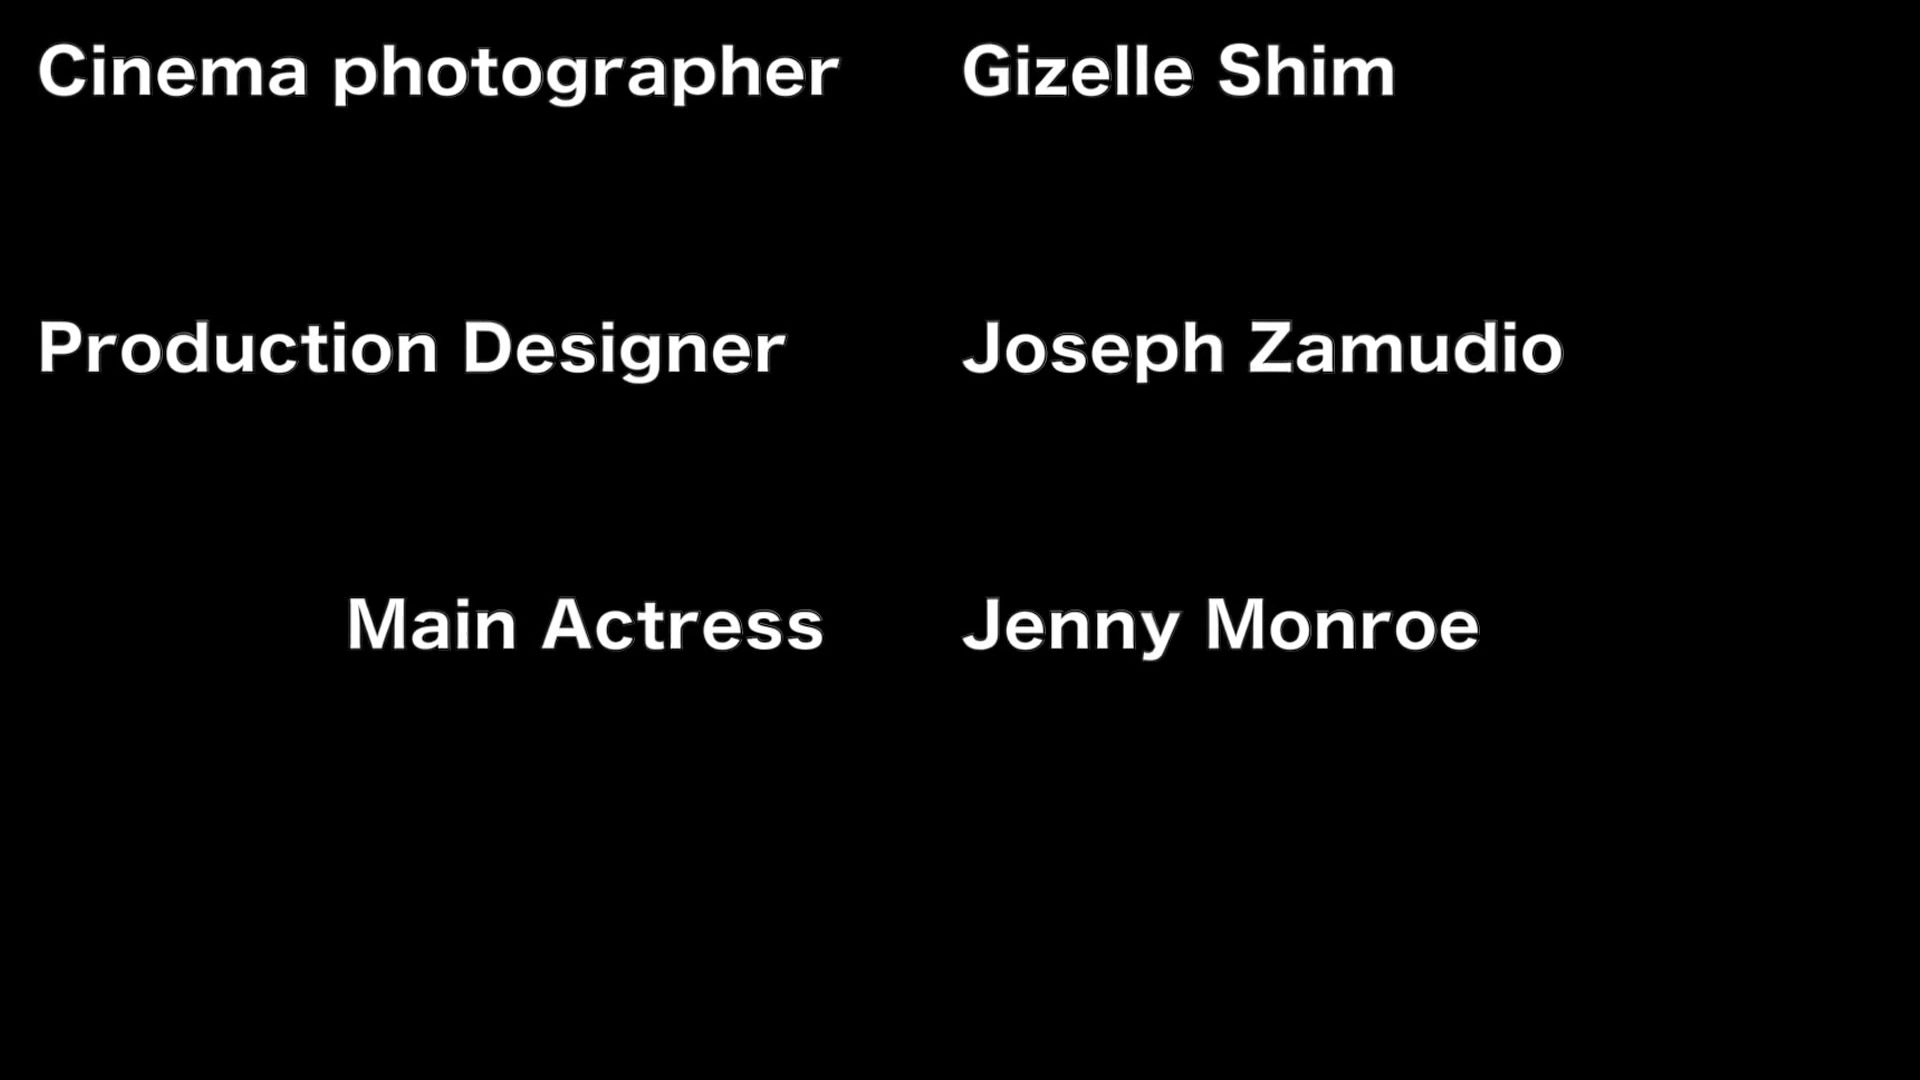 Cinema photographer Gizelle Shim
Production Designer Joseph Zamudio
Main Actress Jenny Monroe